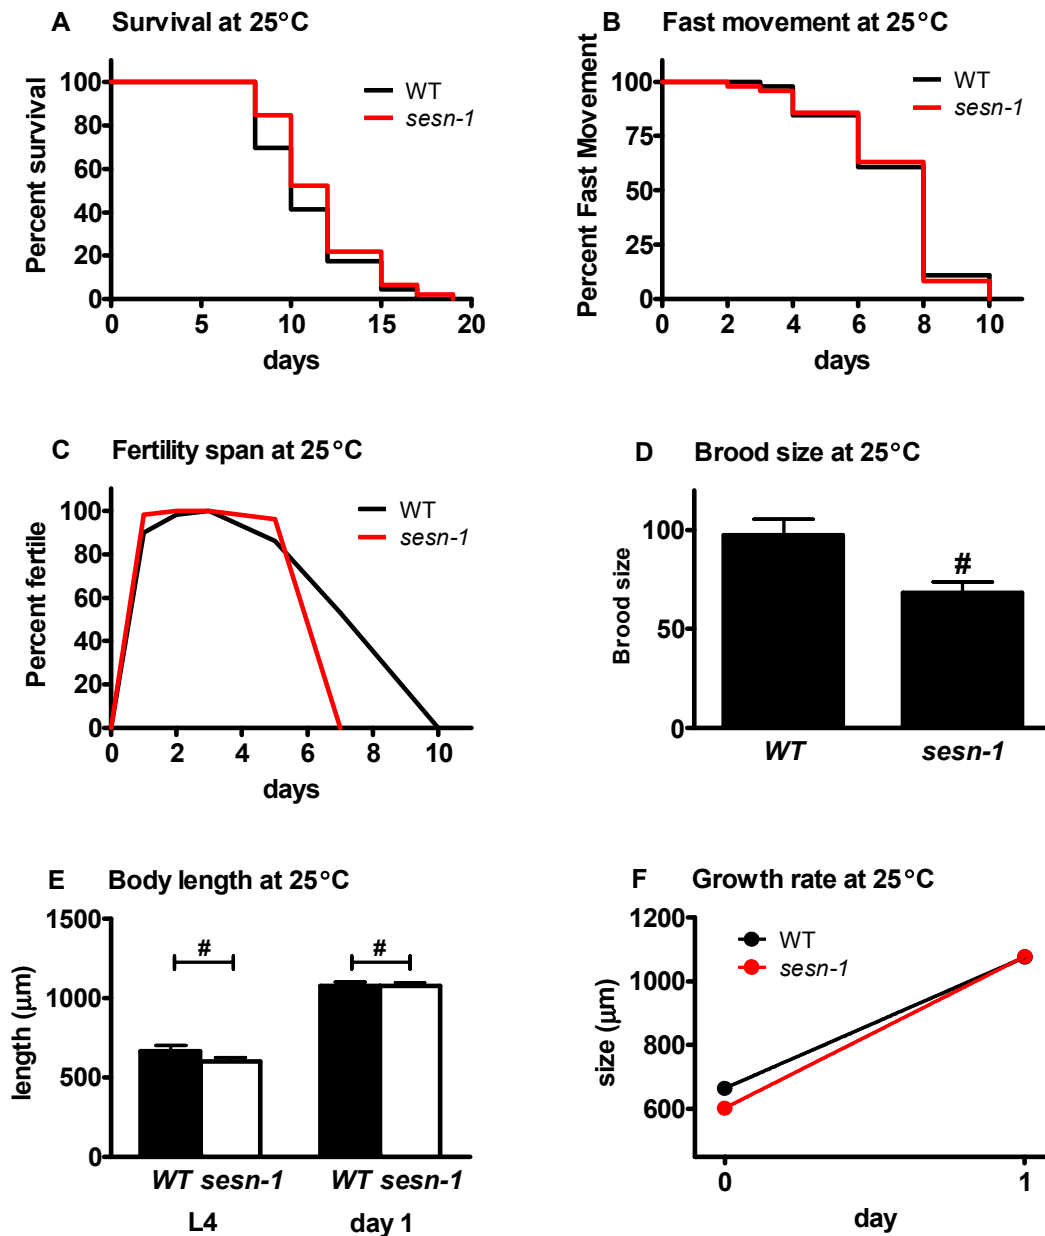 A Survival at 25°C
Percent survival
100
80
60
40
20
0
0 5 10 15 20
days
WT
sesn-1
B Fast movement at 25°C
Percent Fast Movement
100
75
50
25
0
0 2 4 6 8 10
days
WT
sesn-1
C Fertility span at 25°C
Percent fertile
100
80
60
40
20
0
0 2 4 6 8 10
days
WT
sesn-1
D Brood size at 25°C
Brood size
100
50
0
#
WT sesn-1
E Body length at 25°C
length (µm)
1500
1000
500
0
# #
WT sesn-1 WT sesn-1
L4 day 1
F Growth rate at 25°C
size (µm)
1200
1000
800
600
0 1
day
WT
sesn-1